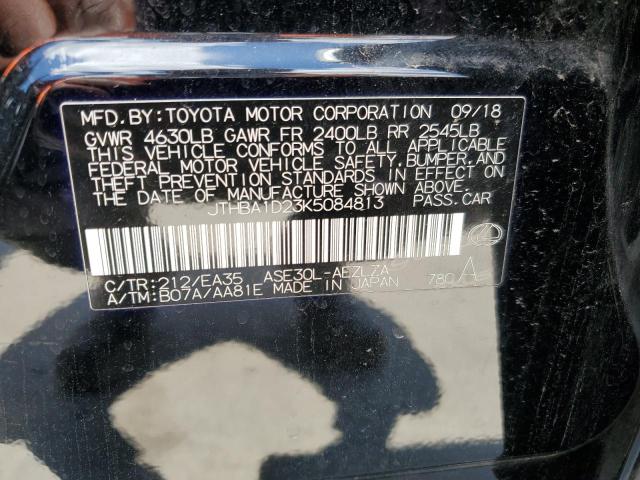 MFD. BY: TOYOTA MOTOR CORPORATION 09/18
GVWR 4630LB GAWR FR 2400LB RR 2545LB
THIS VEHICLE CONFORMS TO ALL APPLICABLE
FEDERAL MOTOR VEHICLE SAFETY, BUMPER, AND
THEFT PREVENTION STANDARDS IN EFFECT ON
THE DATE OF MANUFACTURE SHOWN ABOVE.
JTHBA1D23K5084813 PASS. CAR
C/TR: 212/EA35 ASE30L-AEZLZA
A/TM: B07A/AA81E MADE IN JAPAN 780 A